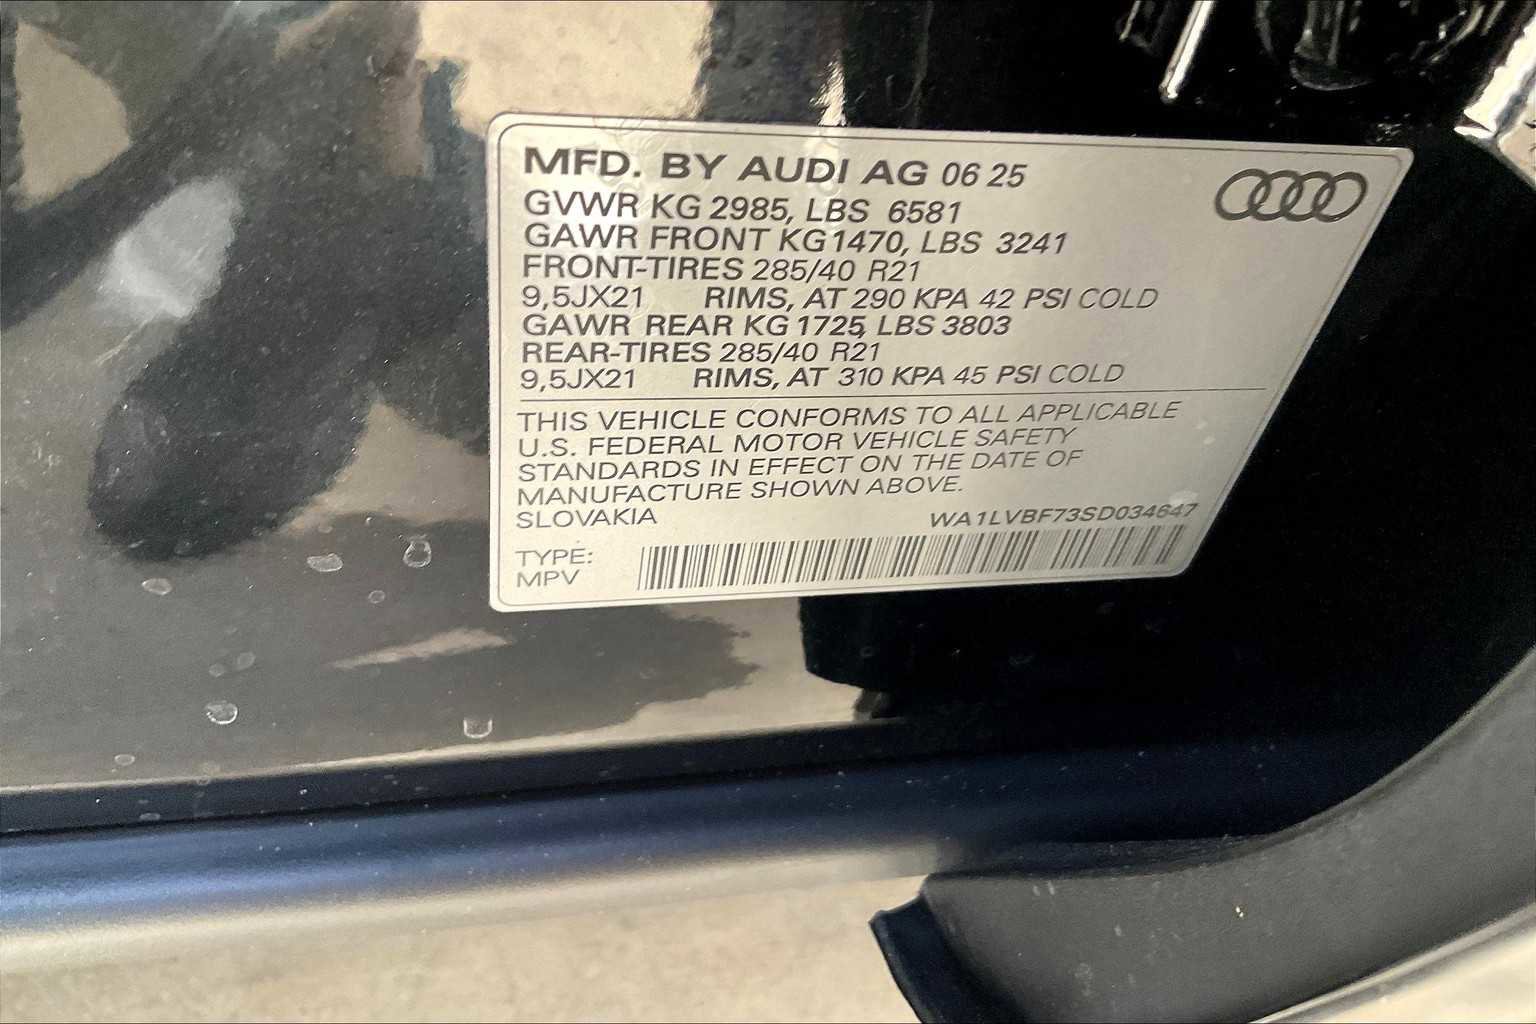 MFD. BY AUDI AG 06 25
GVWR KG 2985, LBS 6581
GAWR FRONT KG1470, LBS 3241
FRONT-TIRES 285/40 R21
9,5JX21 RIMS, AT 290 KPA 42 PSI COLD
GAWR REAR KG 1725, LBS 3803
REAR-TIRES 285/40 R21
9,5JX21 RIMS, AT 310 KPA 45 PSI COLD
THIS VEHICLE CONFORMS TO ALL APPLICABLE
U.S. FEDERAL MOTOR VEHICLE SAFETY
STANDARDS IN EFFECT ON THE DATE OF
MANUFACTURE SHOWN ABOVE.
SLOVAKIA WA1LVBF73SD034647
TYPE:
MPV